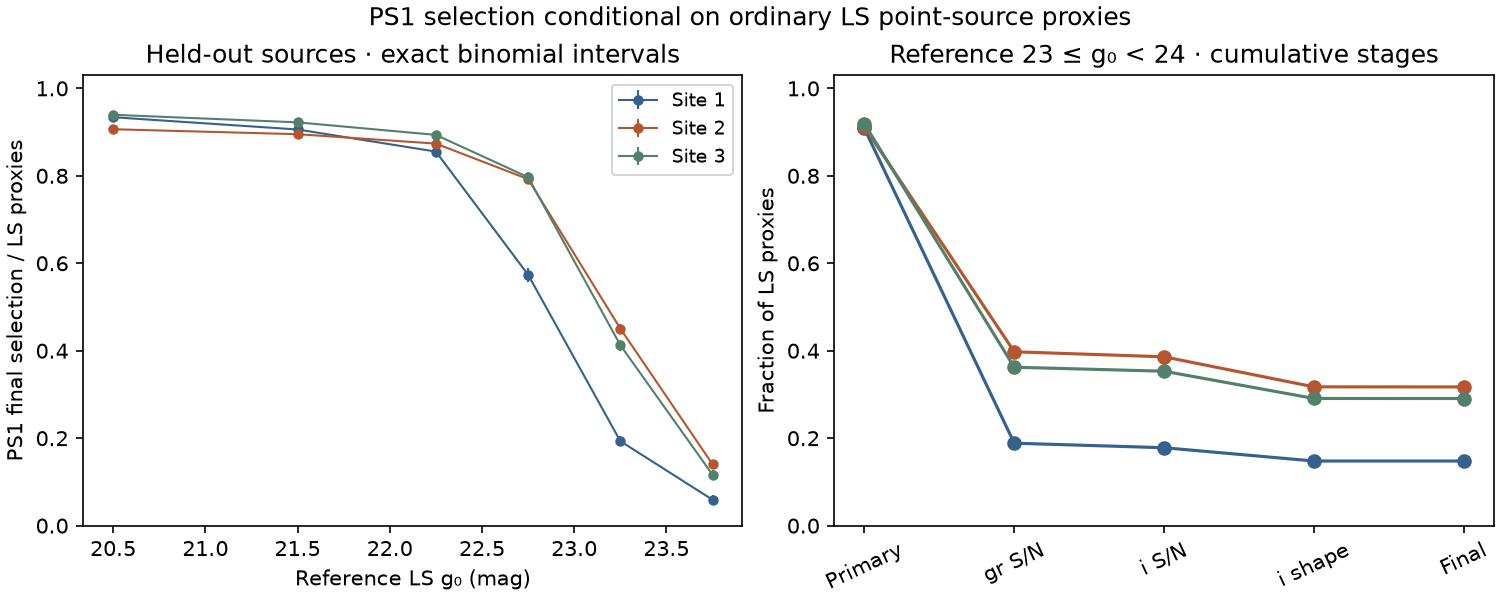 PS1 selection conditional on ordinary LS point-source proxies
Held-out sources · exact binomial intervals
PS1 final selection / LS proxies
1.0
0.8
0.6
0.4
0.2
0.0
Site 1
Site 2
Site 3
20.5 21.0 21.5 22.0 22.5 23.0 23.5
Reference LS g₀ (mag)
Reference 23 ≤ g₀ < 24 · cumulative stages
Fraction of LS proxies
1.0
0.8
0.6
0.4
0.2
0.0
Primary gr S/N i S/N i shape Final